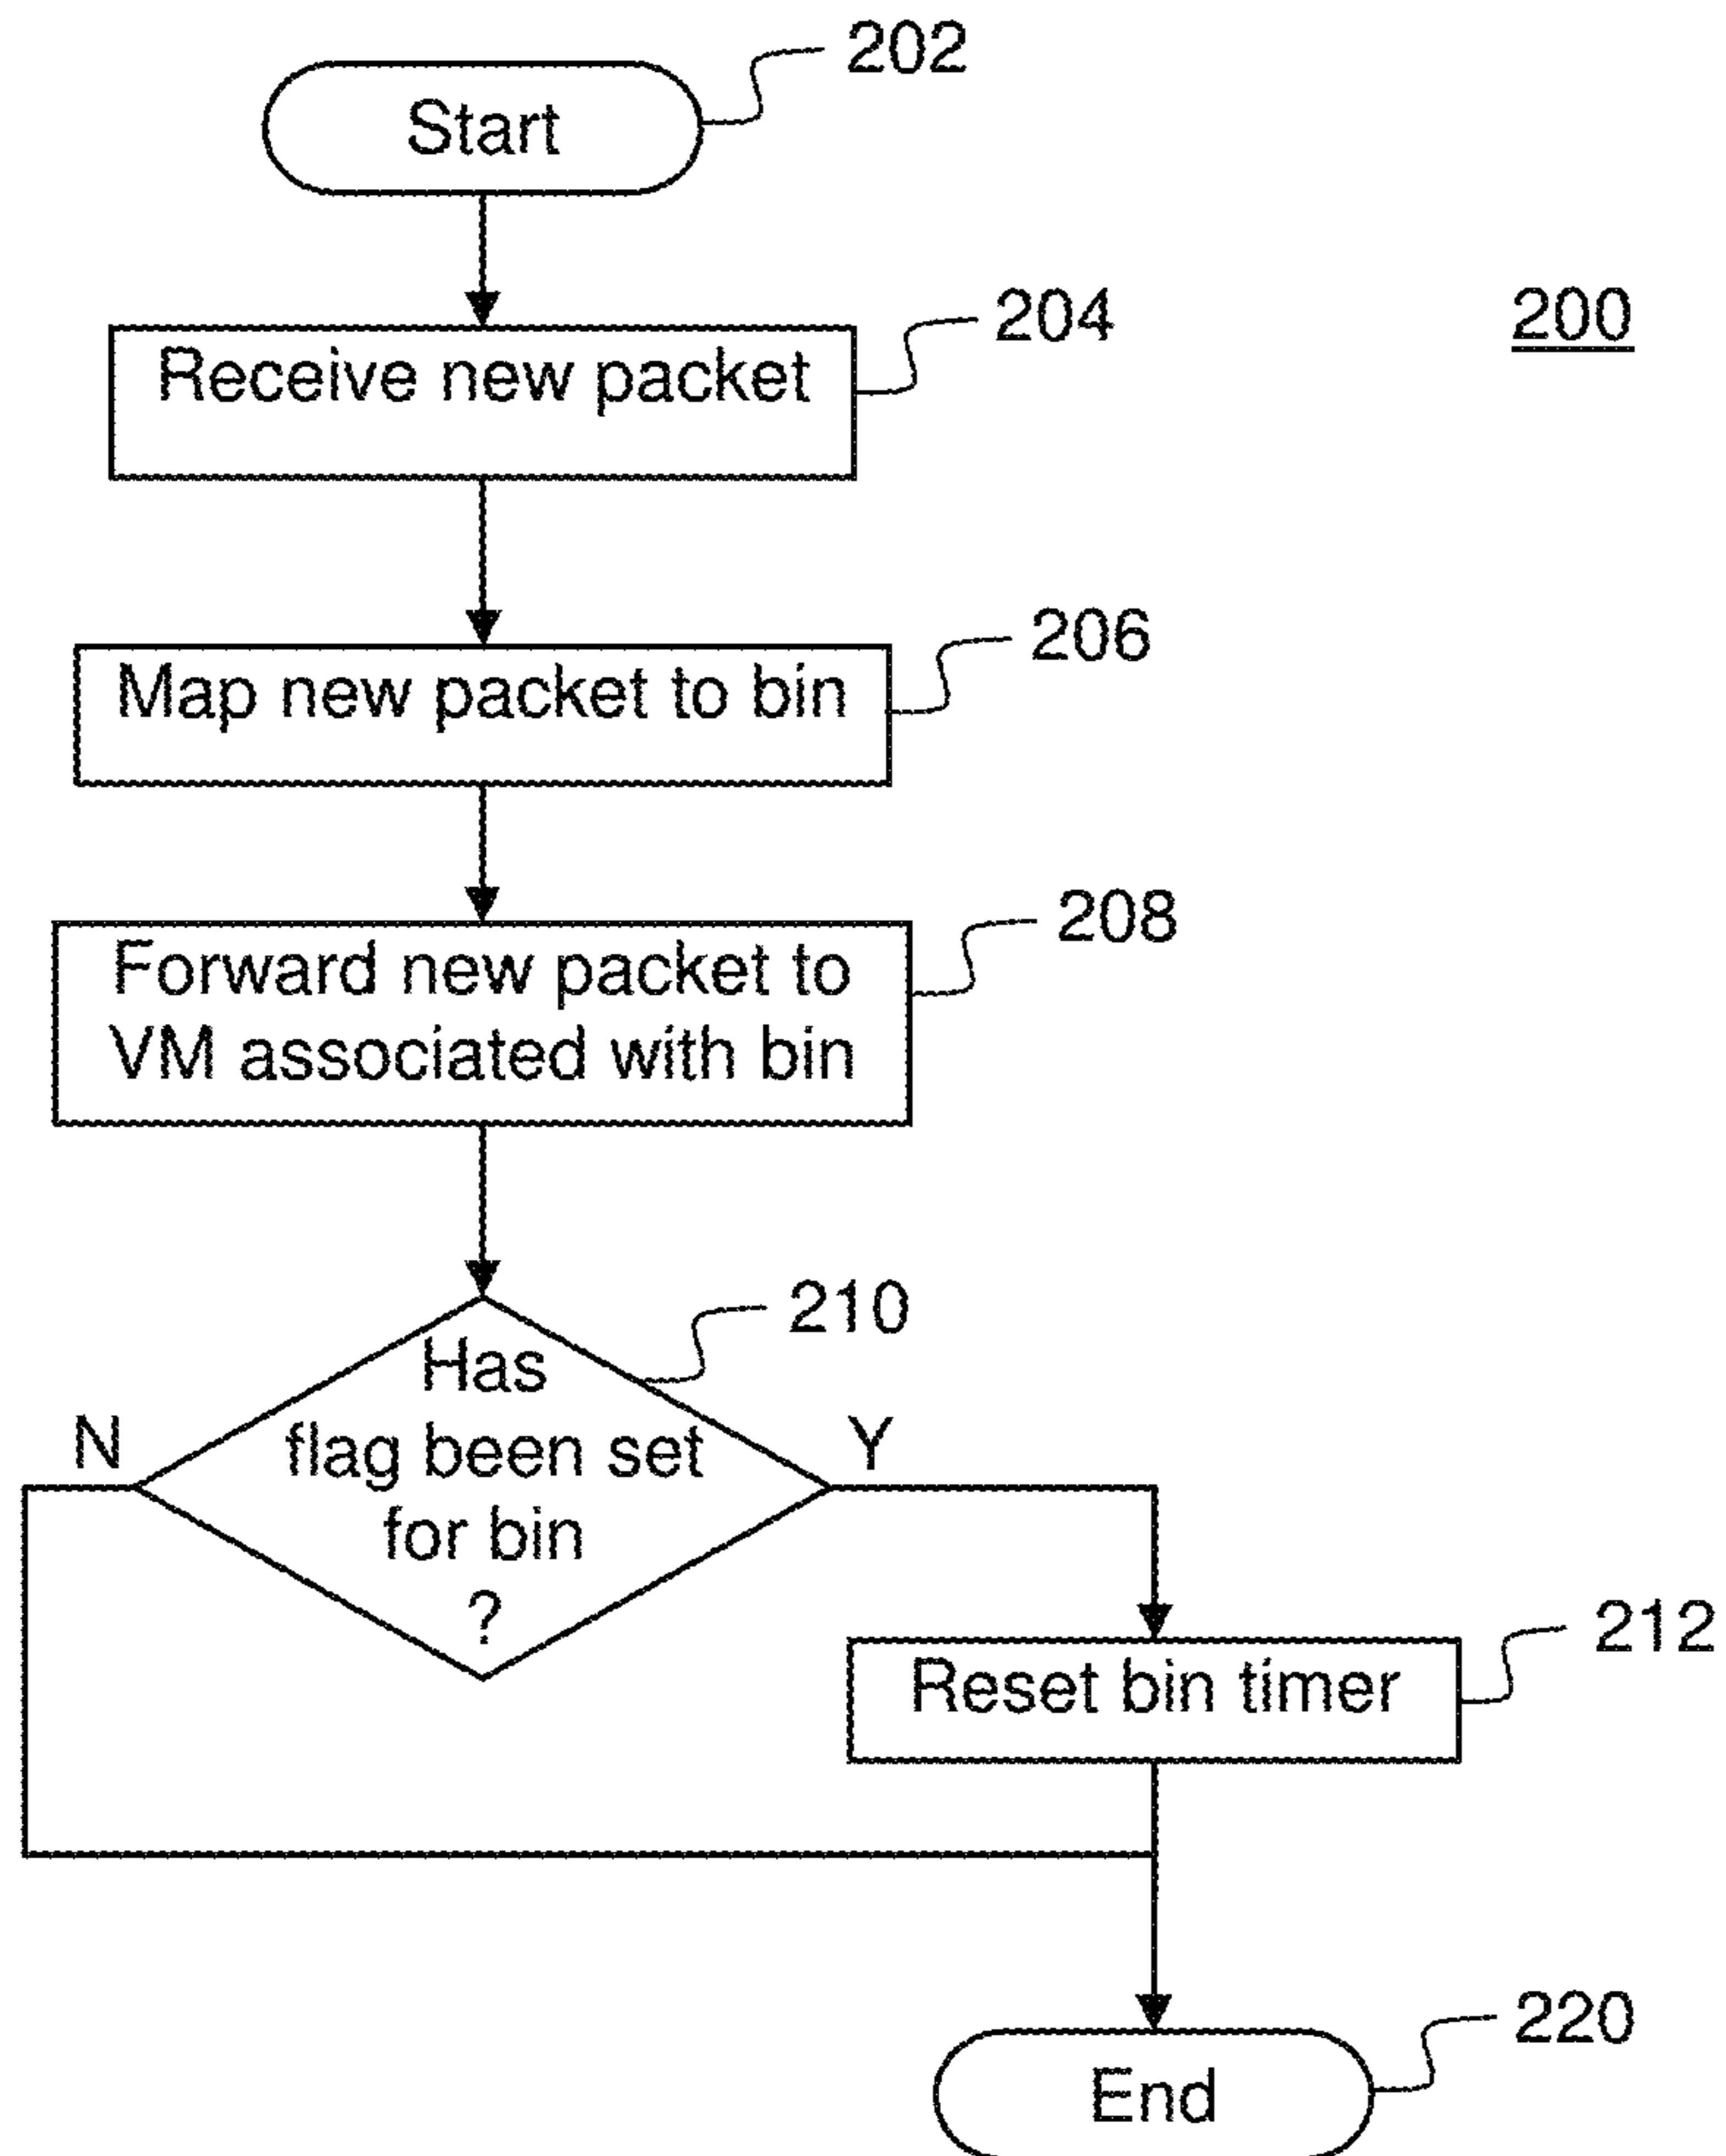 202
Start
204
200
Receive new packet
206
Map new packet to bin
208
Forward new packet to
VM associated with bin
210
Has
N
flag been set
Y
for bin
?
212
Reset bin timer
220
End